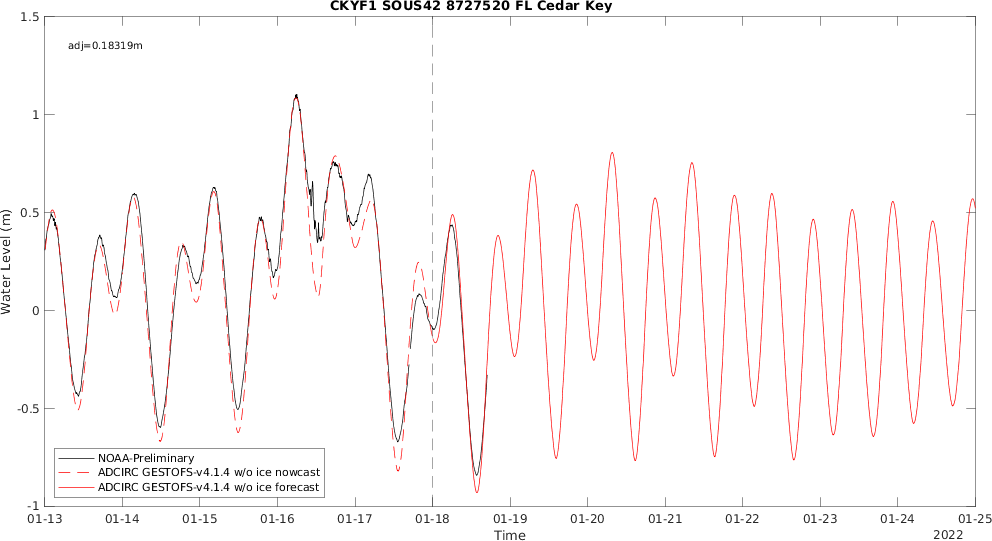 CKYF1 SOUS42 8727520 FL Cedar Key
adj=0.18319m
1.5
1
0.5
0
-0.5
-1
Water Level (m)
NOAA-Preliminary
ADCIRC GESTOFS-v4.1.4 w/o ice nowcast
ADCIRC GESTOFS-v4.1.4 w/o ice forecast
01-13 01-14 01-15 01-16 01-17 01-18 01-19 01-20 01-21 01-22 01-23 01-24 01-25
Time
2022